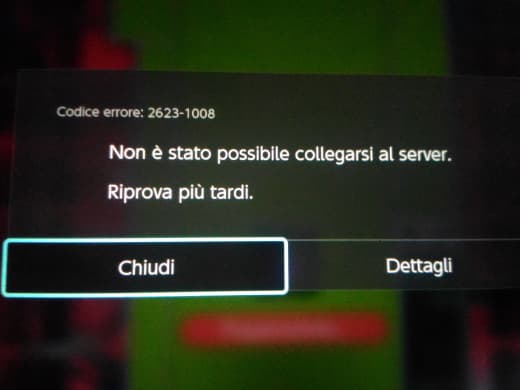 Codice errore: 2623-1008
Non è stato possibile collegarsi al server.
Riprova più tardi.
Chiudi
Dettagli